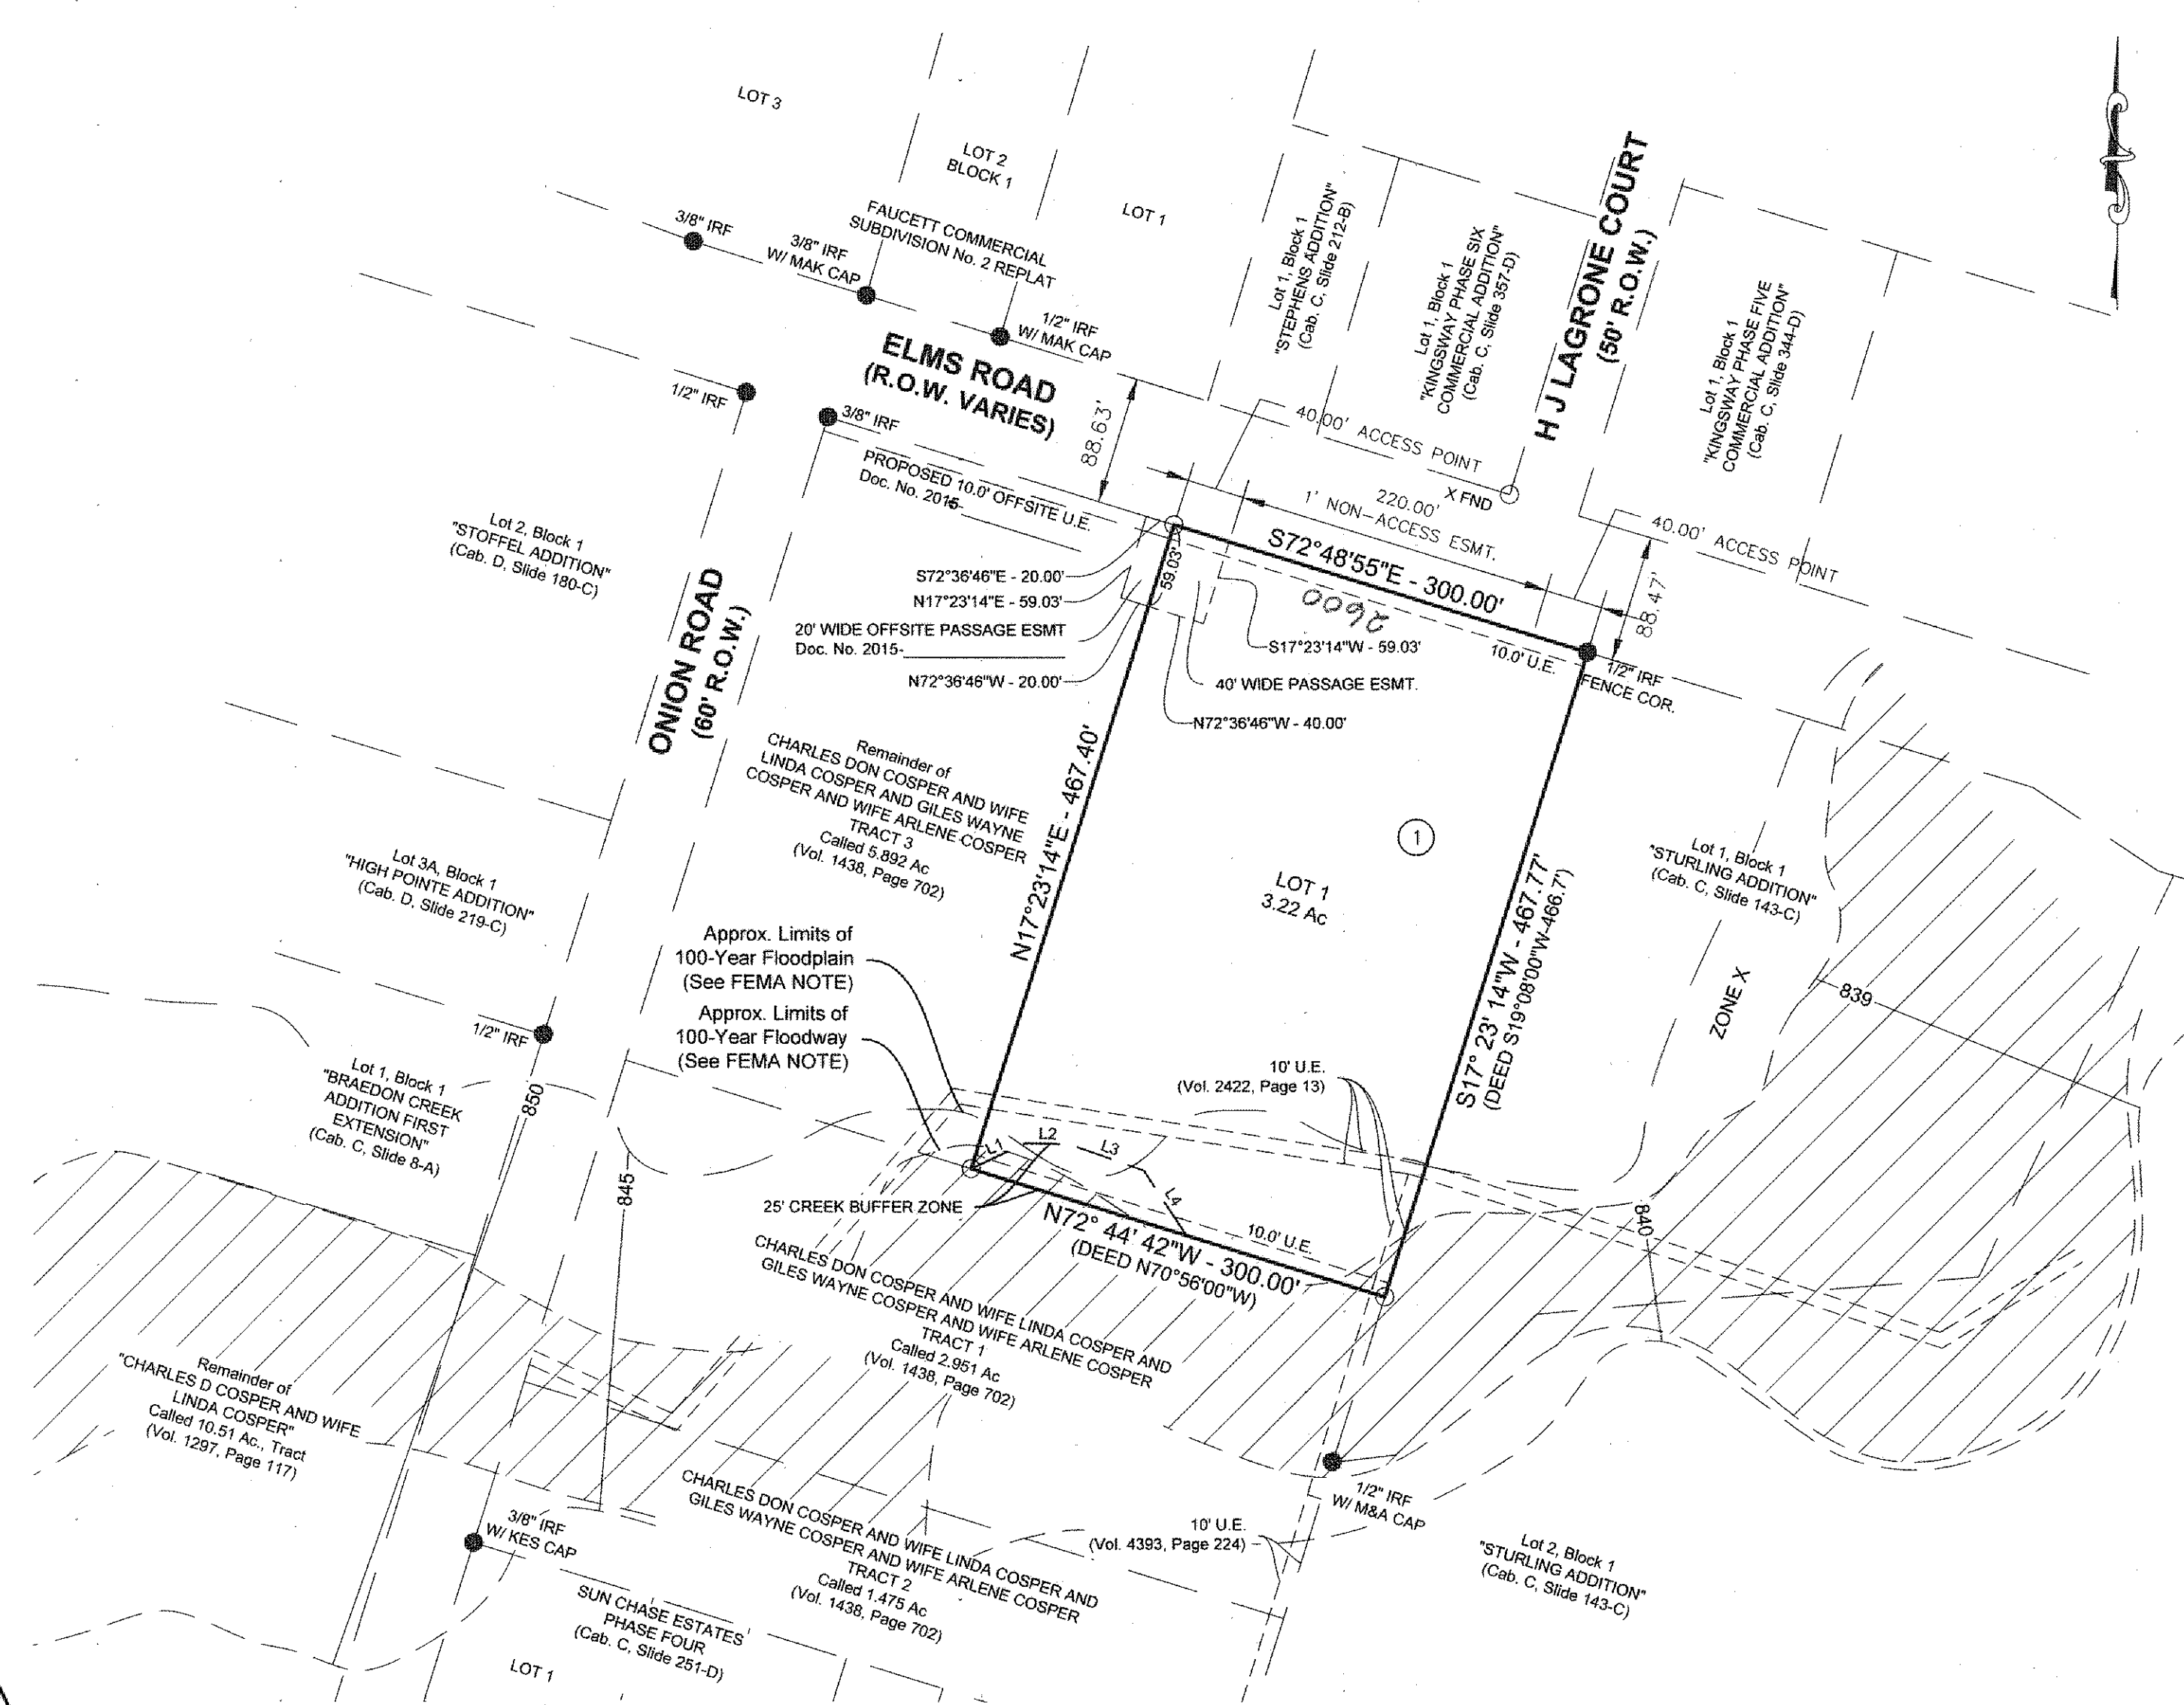 LOT 3
LOT 2
BLOCK 1
LOT 1
3/8" IRF
3/8" IRF
W/ MAK CAP
FAUCETT COMMERCIAL
SUBDIVISION No. 2 REPLAT
1/2" IRF
W/ MAK CAP
Lot 1, Block 1
"STEPHENS ADDITION"
(Cab. C, Slide 212-B)
Lot 1, Block 1
"KINGSWAY PHASE SIX
COMMERCIAL ADDITION"
(Cab. C, Slide 357-D)
H J LAGRONE COURT
(50' R.O.W.)
Lot 1, Block 1
"KINGSWAY PHASE FIVE
COMMERCIAL ADDITION"
(Cab. C, Slide 344-D)
ELMS ROAD
(R.O.W. VARIES)
1/2" IRF
3/8" IRF
88.63'
40.00' ACCESS POINT
X FND
220.00'
1' NON-ACCESS ESMT.
40.00' ACCESS POINT
88.47'
PROPOSED 10.0' OFFSITE U.E.
Doc. No. 2015-
S72°48'55"E - 300.00'
2600
10.0' U.E.
1/2" IRF
FENCE COR.
Lot 2, Block 1
"STOFFEL ADDITION"
(Cab. D, Slide 180-C)
ONION ROAD
(60' R.O.W.)
S72°36'46"E - 20.00'
N17°23'14"E - 59.03'
20' WIDE OFFSITE PASSAGE ESMT
Doc. No. 2015-
N72°36'46"W - 20.00'
59.03'
S17°23'14"W - 59.03'
40' WIDE PASSAGE ESMT.
N72°36'46"W - 40.00'
Remainder of
CHARLES DON COSPER AND WIFE
LINDA COSPER AND GILES WAYNE
COSPER AND WIFE ARLENE COSPER
TRACT 3
Called 5.892 Ac
(Vol. 1438, Page 702)
N17°23'14"E - 467.40'
1
LOT 1
3.22 Ac
S17° 23' 14"W - 467.77'
(DEED S19°08'00"W-466.7')
Lot 1, Block 1
"STURLING ADDITION"
(Cab. C, Slide 143-C)
ZONE X
839
Lot 3A, Block 1
"HIGH POINTE ADDITION"
(Cab. D, Slide 219-C)
Approx. Limits of
100-Year Floodplain
(See FEMA NOTE)
Approx. Limits of
100-Year Floodway
(See FEMA NOTE)
1/2" IRF
Lot 1, Block 1
"BRAEDON CREEK
ADDITION FIRST
EXTENSION"
(Cab. C, Slide 8-A)
850
845
10' U.E.
(Vol. 2422, Page 13)
L1
L2
L3
L4
25' CREEK BUFFER ZONE
10.0' U.E.
N72° 44' 42"W - 300.00'
(DEED N70°56'00"W)
840
CHARLES DON COSPER AND WIFE LINDA COSPER AND
GILES WAYNE COSPER AND WIFE ARLENE COSPER
TRACT 1
Called 2.951 Ac
(Vol. 1438, Page 702)
Remainder of
"CHARLES D COSPER AND WIFE
LINDA COSPER"
Called 10.51 Ac., Tract
(Vol. 1297, Page 117)
3/8" IRF
W/ KES CAP
CHARLES DON COSPER AND WIFE LINDA COSPER AND
GILES WAYNE COSPER AND WIFE ARLENE COSPER
TRACT 2
Called 1.475 Ac
(Vol. 1438, Page 702)
10' U.E.
(Vol. 4393, Page 224)
1/2" IRF
W/ M&A CAP
Lot 2, Block 1
"STURLING ADDITION"
(Cab. C, Slide 143-C)
SUN CHASE ESTATES
PHASE FOUR
(Cab. C, Slide 251-D)
LOT 1